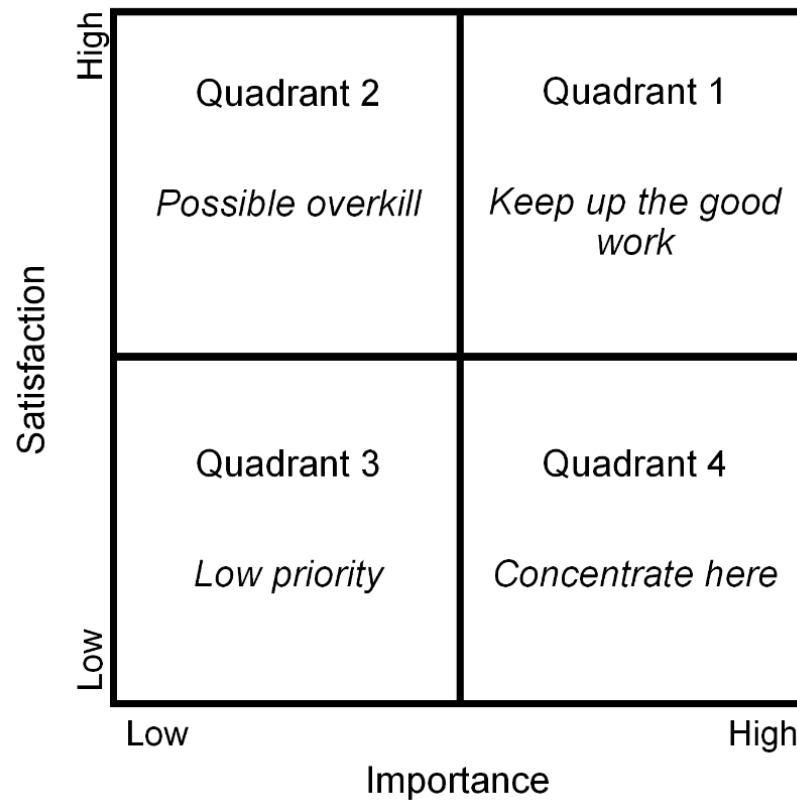 High
Quadrant 2
Quadrant 1
Possible overkill
Keep up the good
work
Satisfaction
Quadrant 3
Quadrant 4
Low priority
Concentrate here
Low
Low
High
Importance